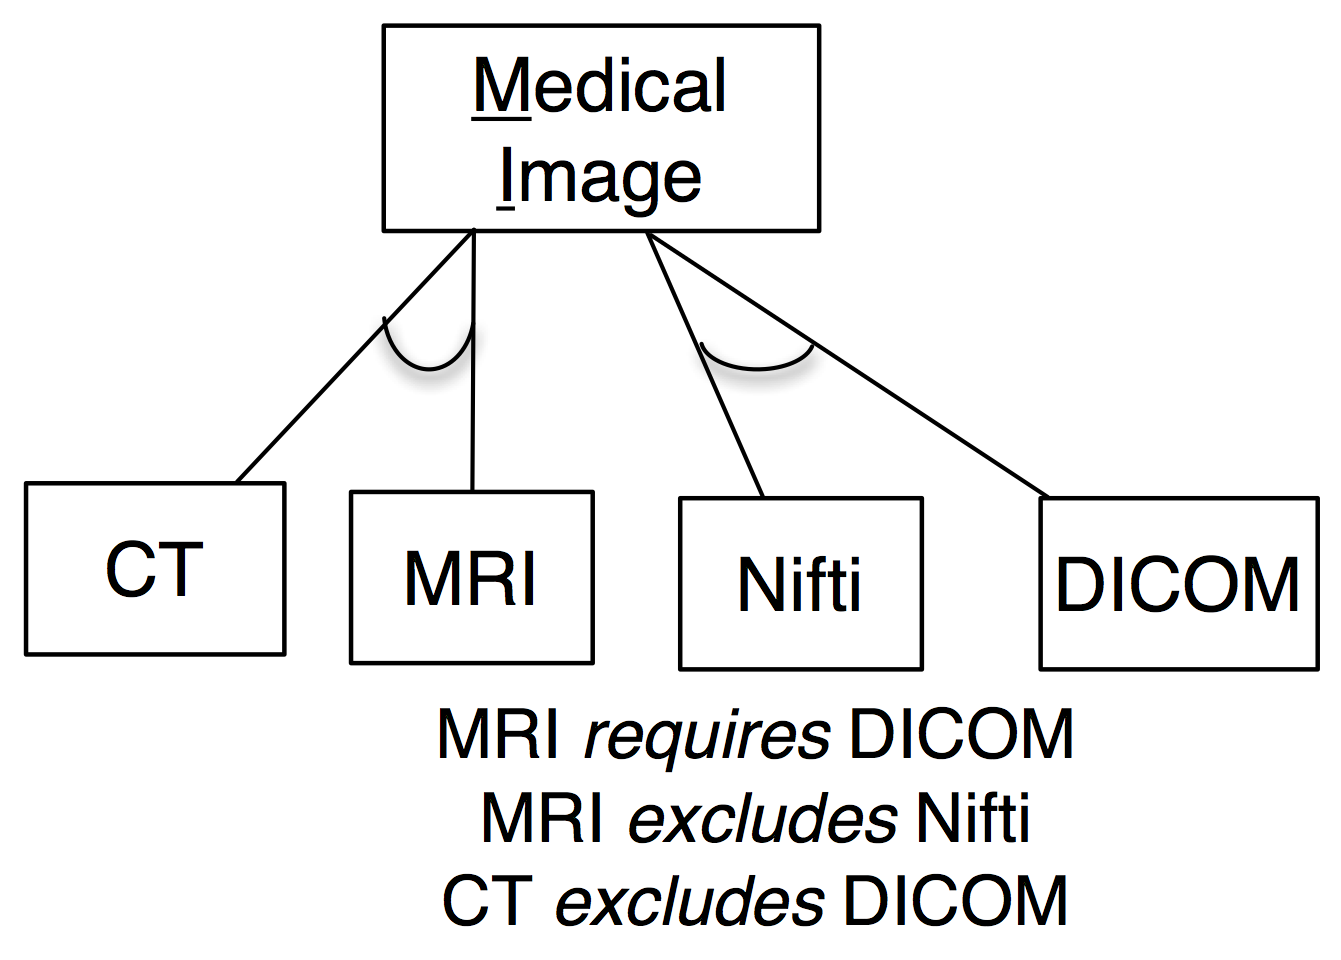 Medical
Image
CT
MRI
Nifti
DICOM
MRI requires DICOM
MRI excludes Nifti
CT excludes DICOM